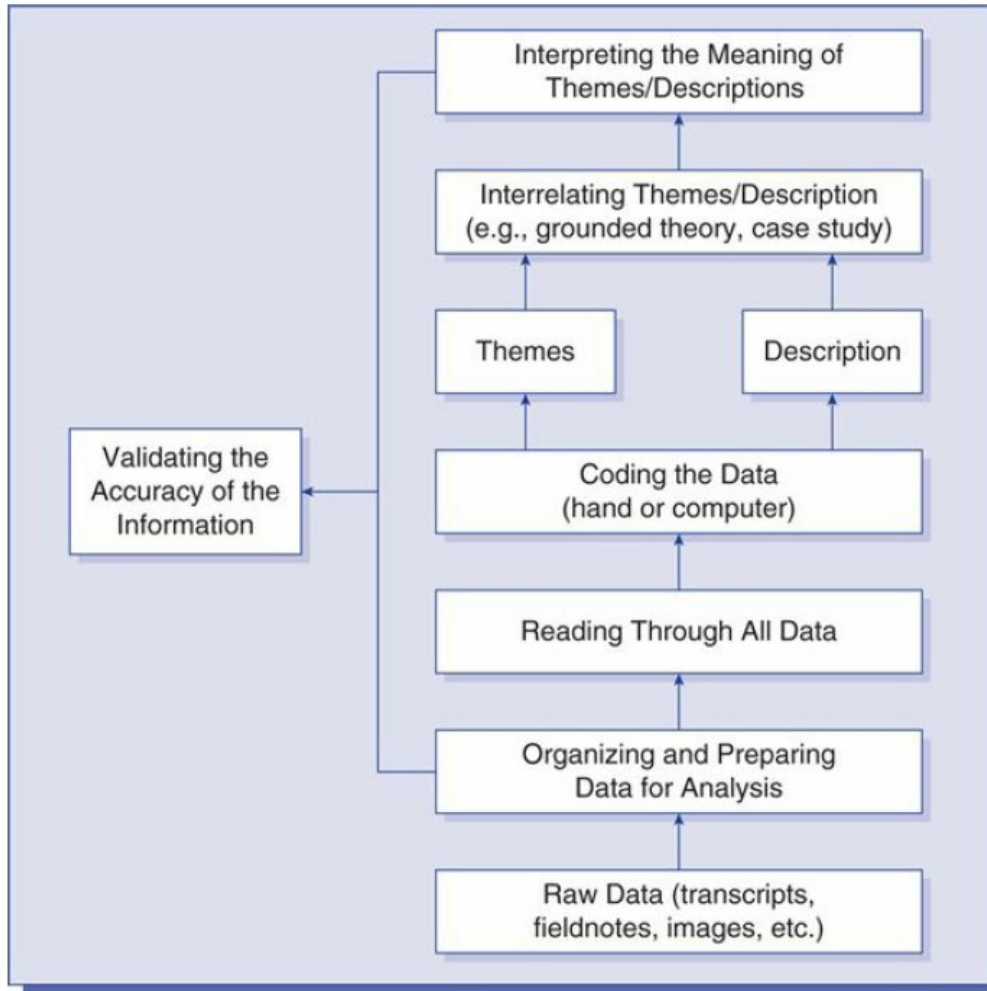 Interpreting the Meaning of
Themes/Descriptions
Interrelating Themes/Description
(e.g., grounded theory, case study)
Themes
Description
Validating the
Accuracy of the
Information
Coding the Data
(hand or computer)
Reading Through All Data
Organizing and Preparing
Data for Analysis
Raw Data (transcripts,
fieldnotes, images, etc.)